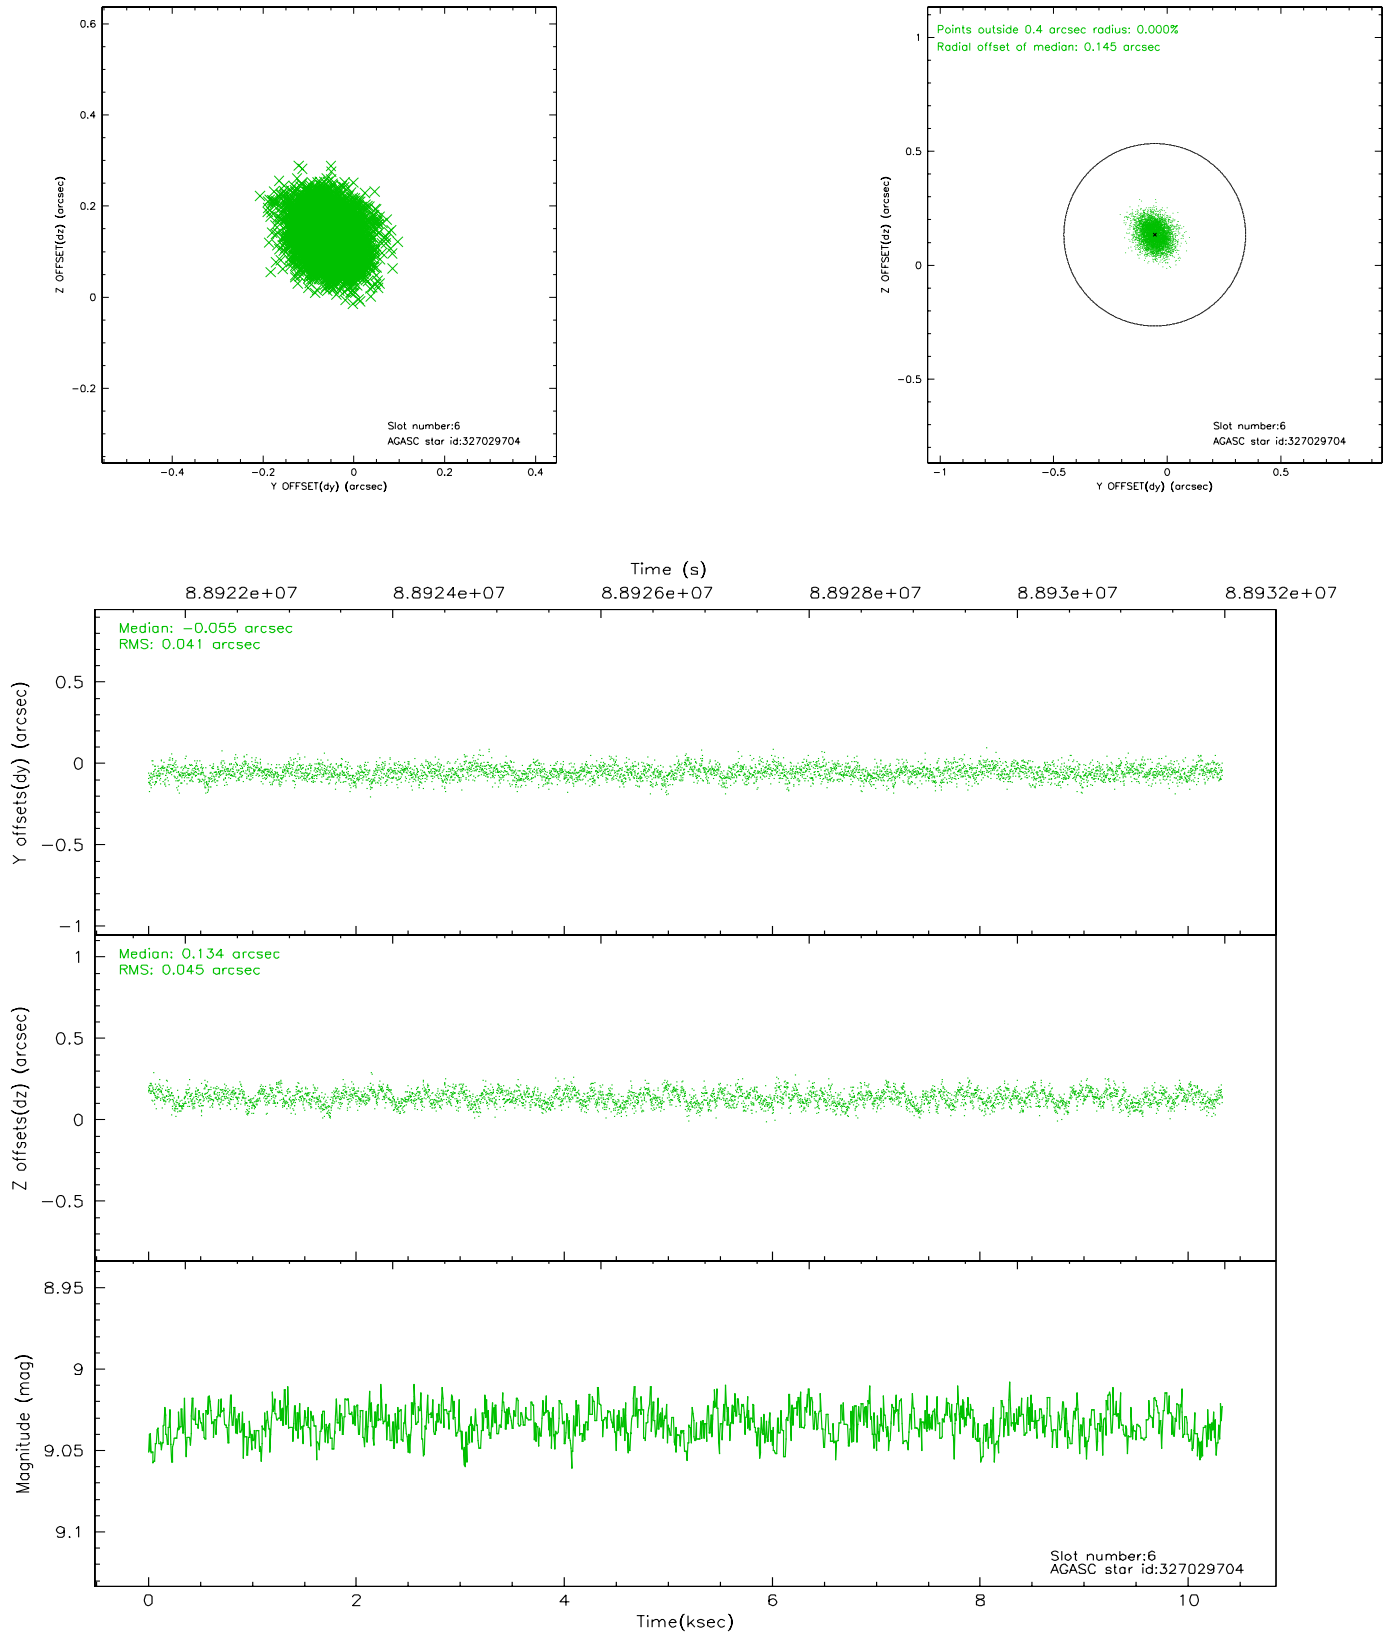 0.6
0.4
0.2
0
−0.2
−0.4
−0.2
0
0.2
0.4
Z OFFSET(dz) (arcsec)
Y OFFSET(dy) (arcsec)
Slot number:6
AGASC star id:327029704
Points outside 0.4 arcsec radius: 0.000%
Radial offset of median: 0.145 arcsec
1
0.5
0
−0.5
−1
−0.5
0
0.5
Z OFFSET(dz) (arcsec)
Y OFFSET(dy) (arcsec)
Slot number:6
AGASC star id:327029704
Time (s)
8.8922e+07 8.8924e+07 8.8926e+07 8.8928e+07 8.893e+07 8.8932e+07
Median: −0.055 arcsec
RMS: 0.041 arcsec
0.5
0
−0.5
−1
Y offsets(dy) (arcsec)
Median: 0.134 arcsec
RMS: 0.045 arcsec
1
0.5
0
−0.5
Z offsets(dz) (arcsec)
8.95
9
9.05
9.1
Magnitude (mag)
Slot number:6
AGASC star id:327029704
0 2 4 6 8 10
Time(ksec)